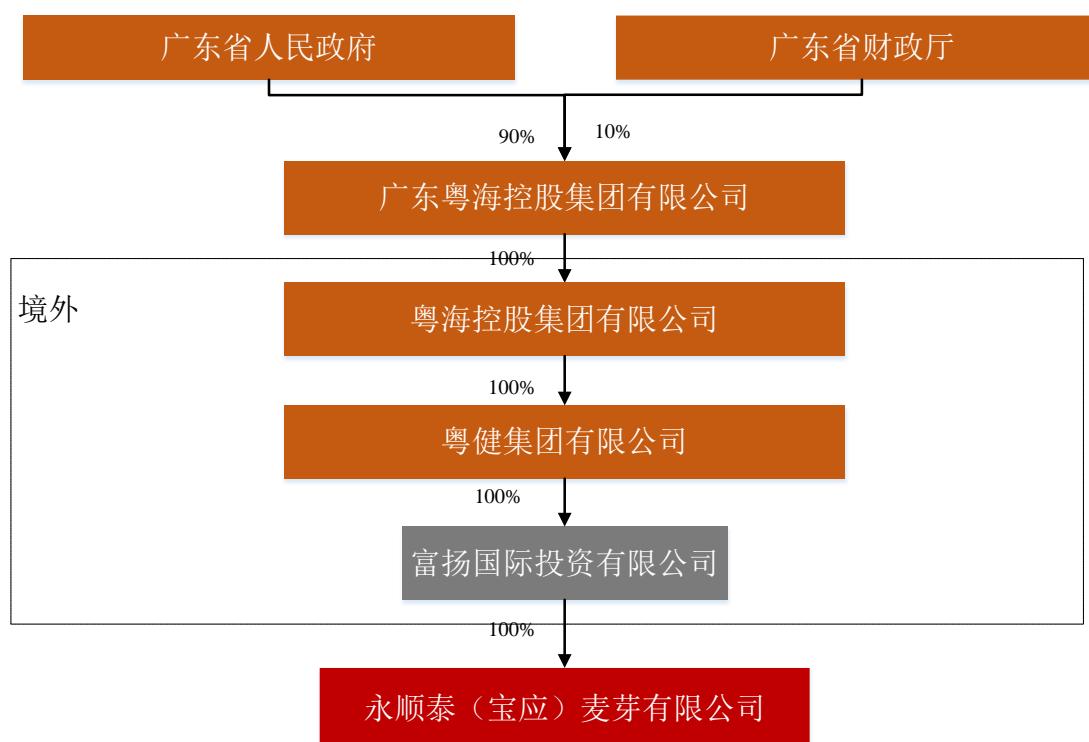 广东省人民政府
广东省财政厅
90%
10%
广东粤海控股集团有限公司
100%
境外
粤海控股集团有限公司
100%
粤健集团有限公司
100%
富扬国际投资有限公司
100%
永顺泰（宝应）麦芽有限公司